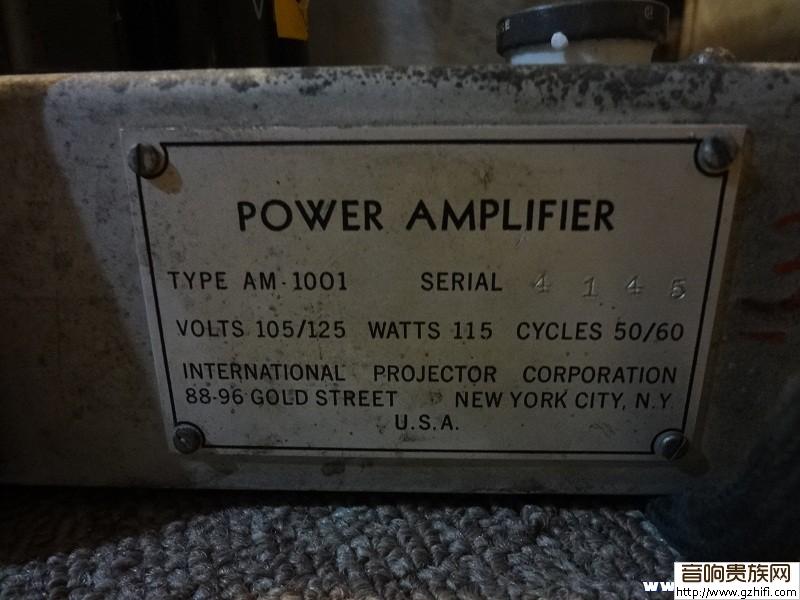 POWER AMPLIFIER
TYPE AM-1001 SERIAL 4145
VOLTS 105/125 WATTS 115 CYCLES 50/60
INTERNATIONAL PROJECTOR CORPORATION
88-96 GOLD STREET NEW YORK CITY, N.Y.
U.S.A.
音响贵族网
http://www.gzhifi.com